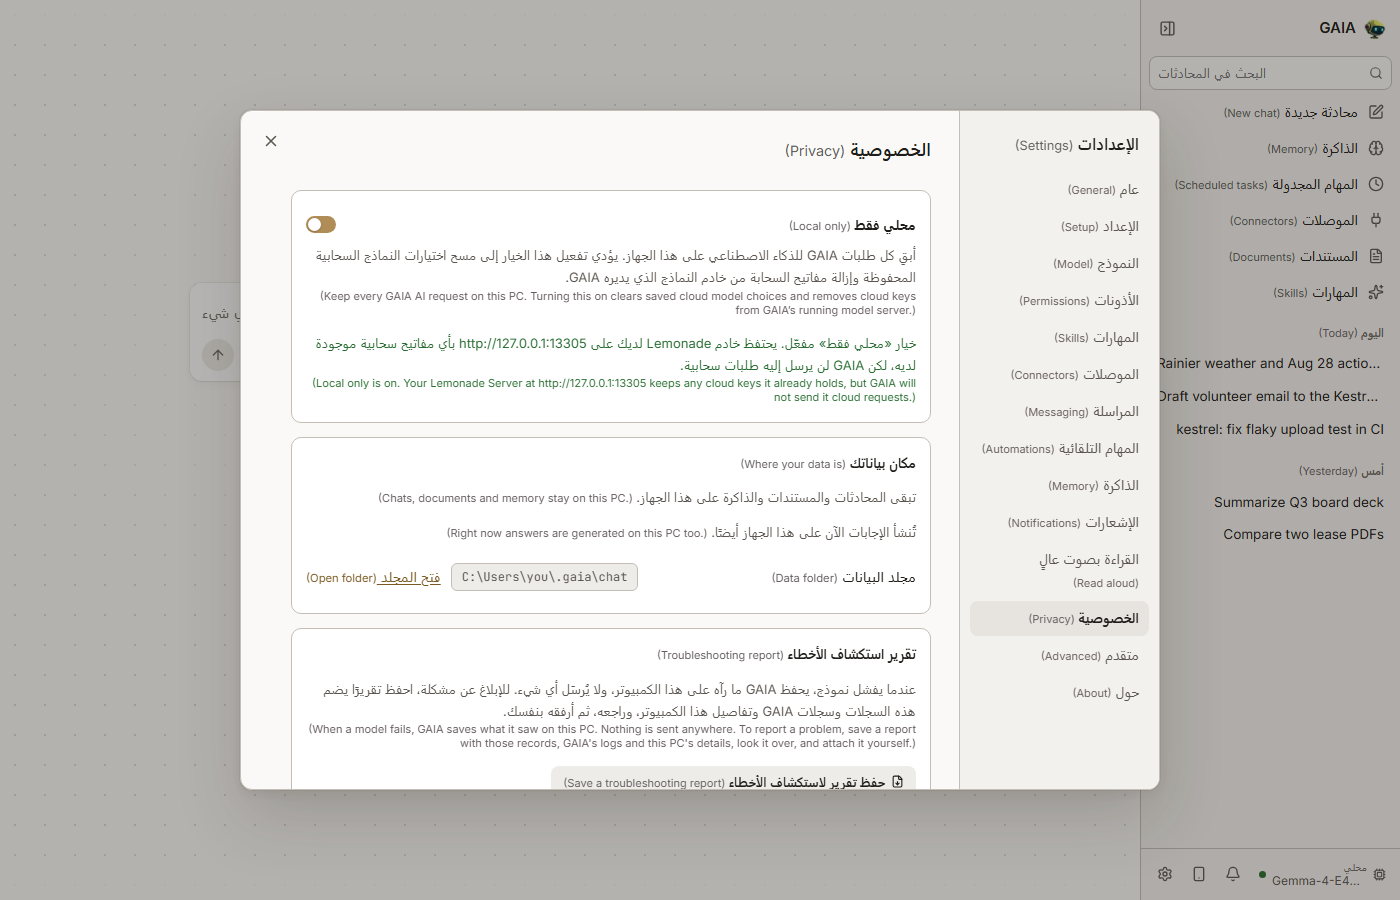 GAIA
البحث في المحادثات
محادثة جديدة (New chat)
الذاكرة (Memory)
المهام المجدولة (Scheduled tasks)
الموصلات (Connectors)
المستندات (Documents)
المهارات (Skills)
اليوم (Today)
Rainier weather and Aug 28 actio...
Draft volunteer email to the Kestr...
kestrel: fix flaky upload test in CI
أمس (Yesterday)
Summarize Q3 board deck
Compare two lease PDFs
محلي
Gemma-4-E4...
الإعدادات (Settings)
عام (General)
الإعداد (Setup)
النموذج (Model)
الأذونات (Permissions)
المهارات (Skills)
الموصلات (Connectors)
المراسلة (Messaging)
المهام التلقائية (Automations)
الذاكرة (Memory)
الإشعارات (Notifications)
القراءة بصوت عالٍ
(Read aloud)
الخصوصية (Privacy)
متقدم (Advanced)
حول (About)
الخصوصية (Privacy)
محلي فقط (Local only)
أبقِ كل طلبات GAIA للذكاء الاصطناعي على هذا الجهاز. يؤدي تفعيل هذا الخيار إلى مسح اختيارات النماذج السحابية
المحفوظة وإزالة مفاتيح السحابة من خادم النماذج الذي يديره GAIA.
(Keep every GAIA AI request on this PC. Turning this on clears saved cloud model choices and removes cloud keys
from GAIA's running model server.)
خيار «محلي فقط» مفعّل. يحتفظ خادم Lemonade لديك على http://127.0.0.1:13305 بأي مفاتيح سحابية موجودة
لديه، لكن GAIA لن يرسل إليه طلبات سحابية.
(Local only is on. Your Lemonade Server at http://127.0.0.1:13305 keeps any cloud keys it already holds, but GAIA will
not send it cloud requests.)
مكان بياناتك (Where your data is)
تبقى المحادثات والمستندات والذاكرة على هذا الجهاز. (Chats, documents and memory stay on this PC.)
تُنشأ الإجابات الآن على هذا الجهاز أيضًا. (Right now answers are generated on this PC too.)
مجلد البيانات (Data folder)
C:\Users\you\.gaia\chat
فتح المجلد (Open folder)
تقرير استكشاف الأخطاء (Troubleshooting report)
عندما يفشل نموذج، يحفظ GAIA ما رآه على هذا الكمبيوتر، ولا يُرسَل أي شيء. للإبلاغ عن مشكلة، احفظ تقريرًا يضم
هذه السجلات وسجلات GAIA وتفاصيل هذا الكمبيوتر، وراجعه، ثم أرفقه بنفسك.
(When a model fails, GAIA saves what it saw on this PC. Nothing is sent anywhere. To report a problem, save a report
with those records, GAIA's logs and this PC's details, look it over, and attach it yourself.)
حفظ تقرير لاستكشاف الأخطاء (Save a troubleshooting report)
شيء